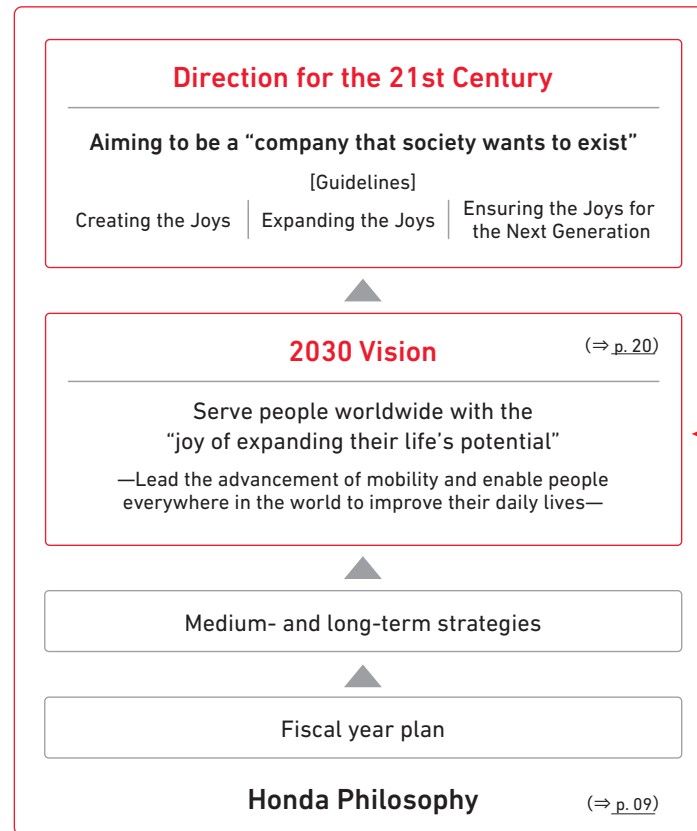 Direction for the 21st Century
Aiming to be a “company that society wants to exist”
[Guidelines]
Creating the Joys
Expanding the Joys
Ensuring the Joys for
the Next Generation
2030 Vision
(⇒ p. 20)
Serve people worldwide with the
“joy of expanding their life’s potential”
—Lead the advancement of mobility and enable people
everywhere in the world to improve their daily lives—
Medium- and long-term strategies
Fiscal year plan
Honda Philosophy
(⇒ p. 09)